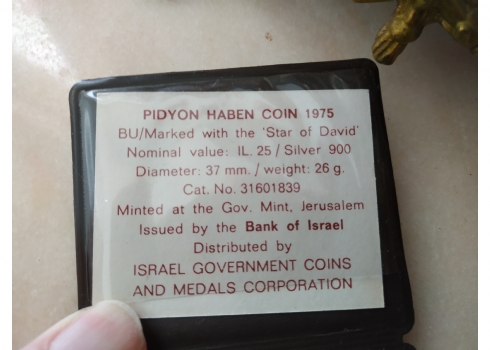 PIDYON HABEN COIN 1975
BU/Marked with the 'Star of David'
Nominal value: IL. 25 / Silver 900
Diameter: 37 mm. / weight: 26 g.
Cat. No. 31601839
Minted at the Gov. Mint, Jerusalem
Issued by the Bank of Israel
Distributed by
ISRAEL GOVERNMENT COINS
AND MEDALS CORPORATION